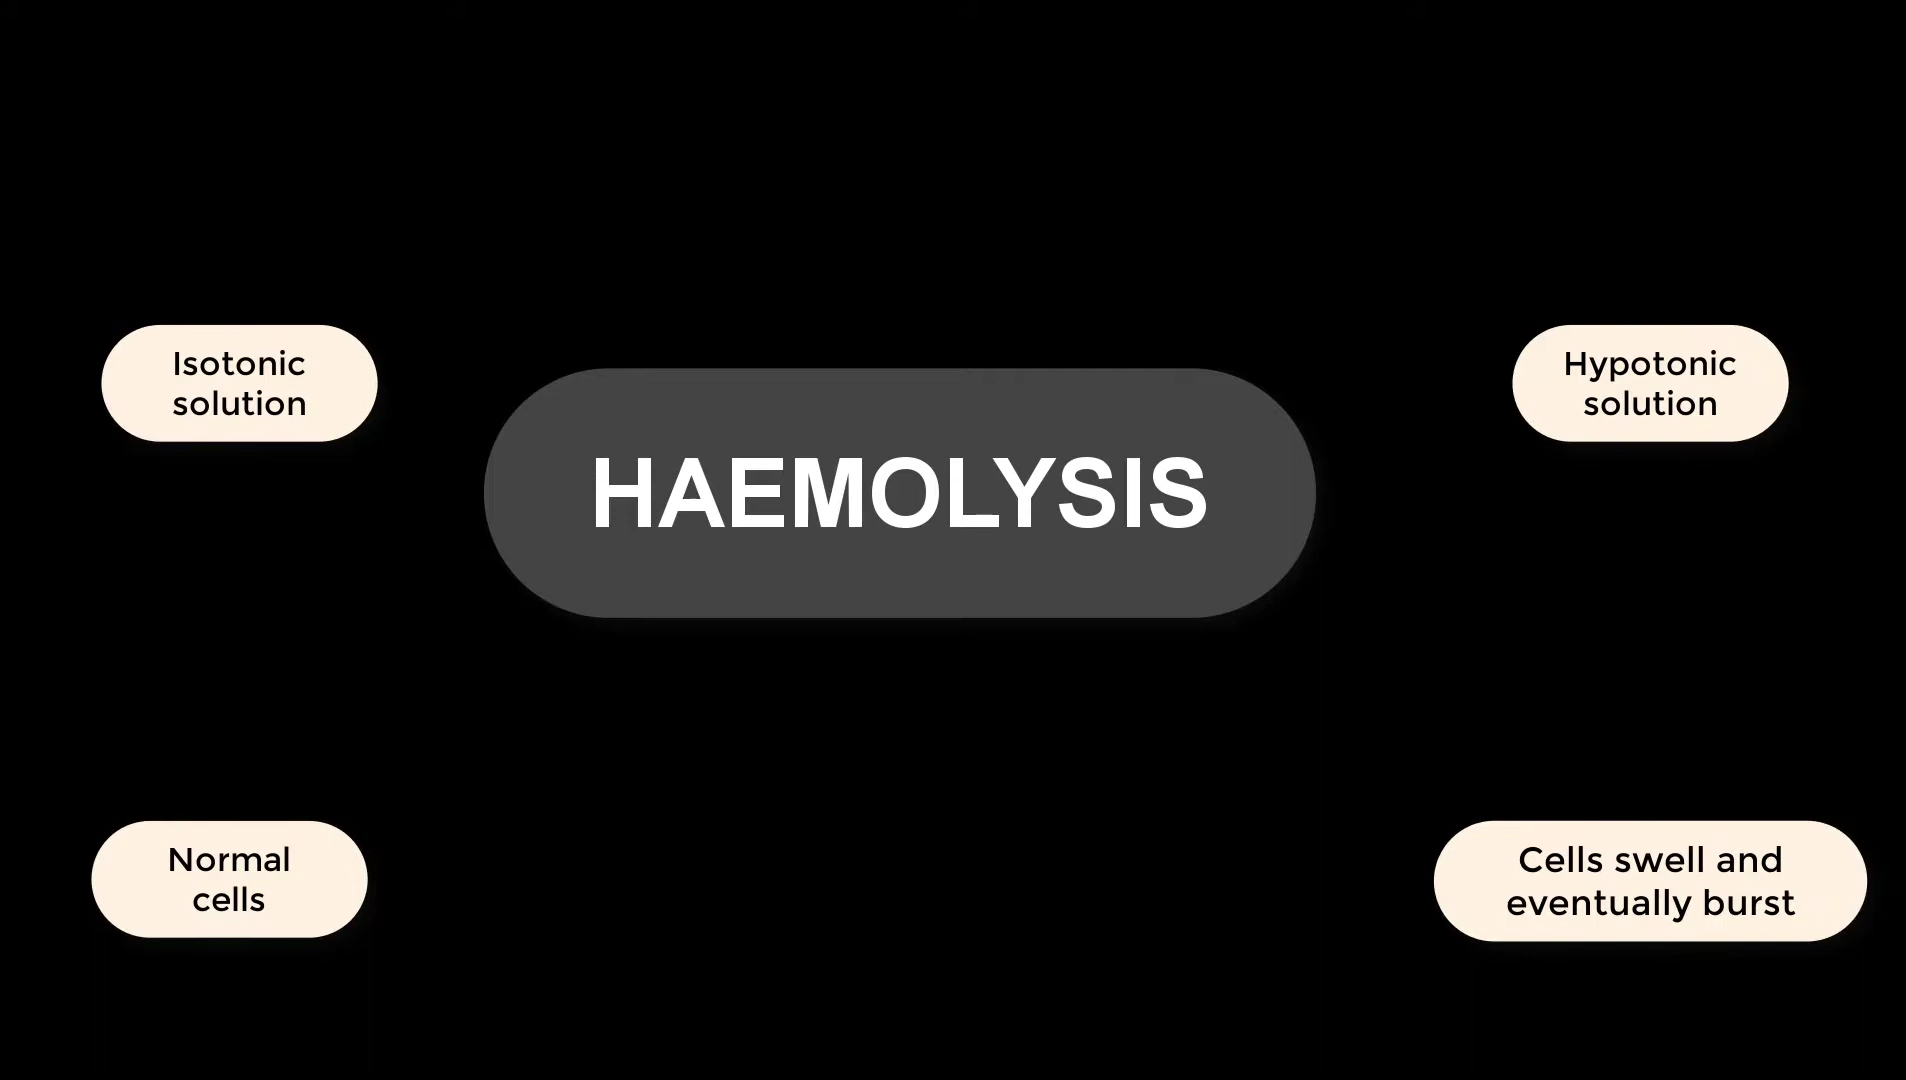 Isotonic
solution
Hypotonic
solution
HAEMOLYSIS
Normal
cells
Cells swell and
eventually burst